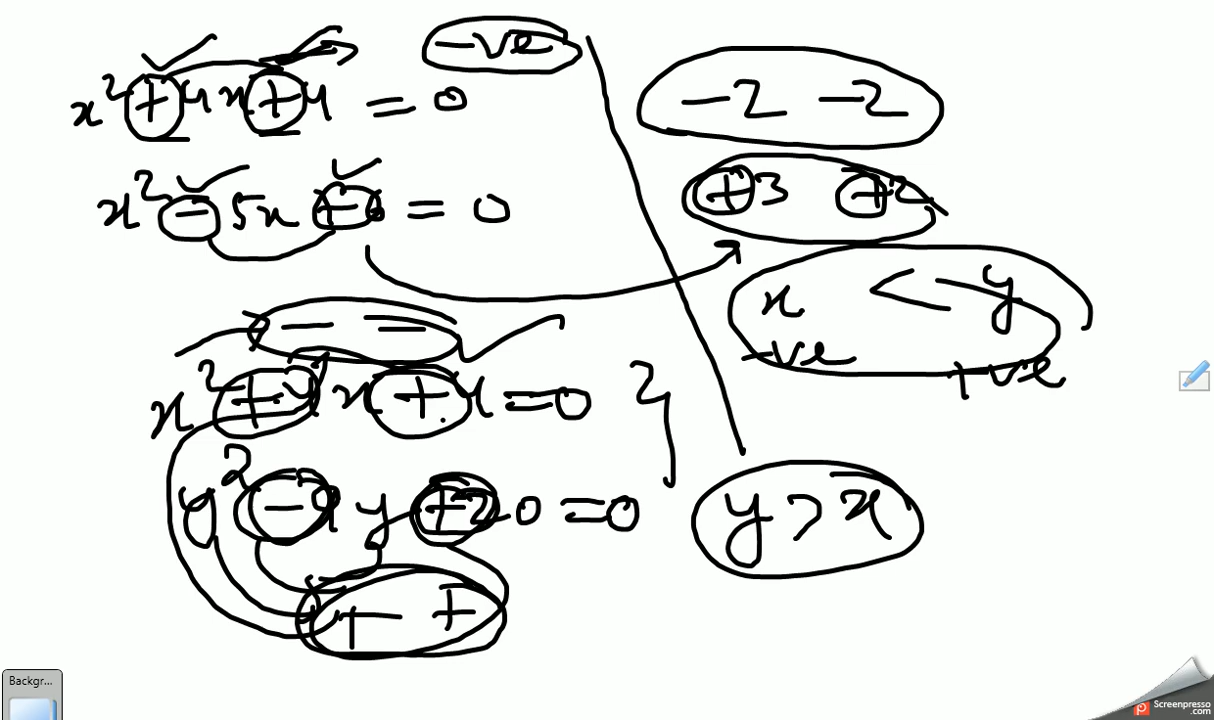 -ve
x²+4x+4 = 0
-2 -2
x²-5x+6 = 0
+3 +2
x < y
-ve +ve
- -
x²+4x+4=0
y²-9y+20=0
y>x
+ +
Backgr...
Screenpresso
.com